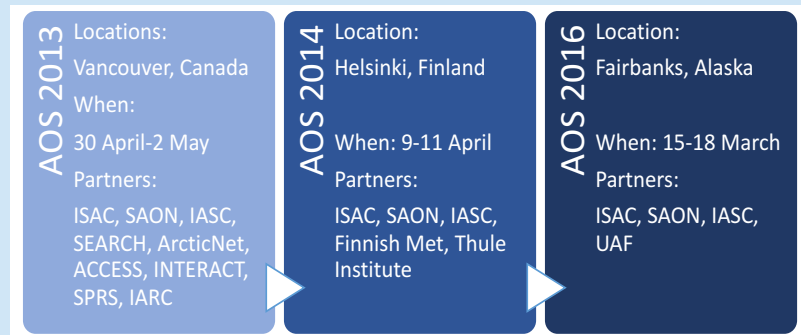 AOS 2013
Locations:
Vancouver, Canada
When:
30 April-2 May
Partners:
ISAC, SAON, IASC,
SEARCH, ArcticNet,
ACCESS, INTERACT,
SPRS, IARC
AOS 2014
Location:
Helsinki, Finland
When: 9-11 April
Partners:
ISAC, SAON, IASC,
Finnish Met, Thule
Institute
AOS 2016
Location:
Fairbanks, Alaska
When: 15-18 March
Partners:
ISAC, SAON, IASC,
UAF